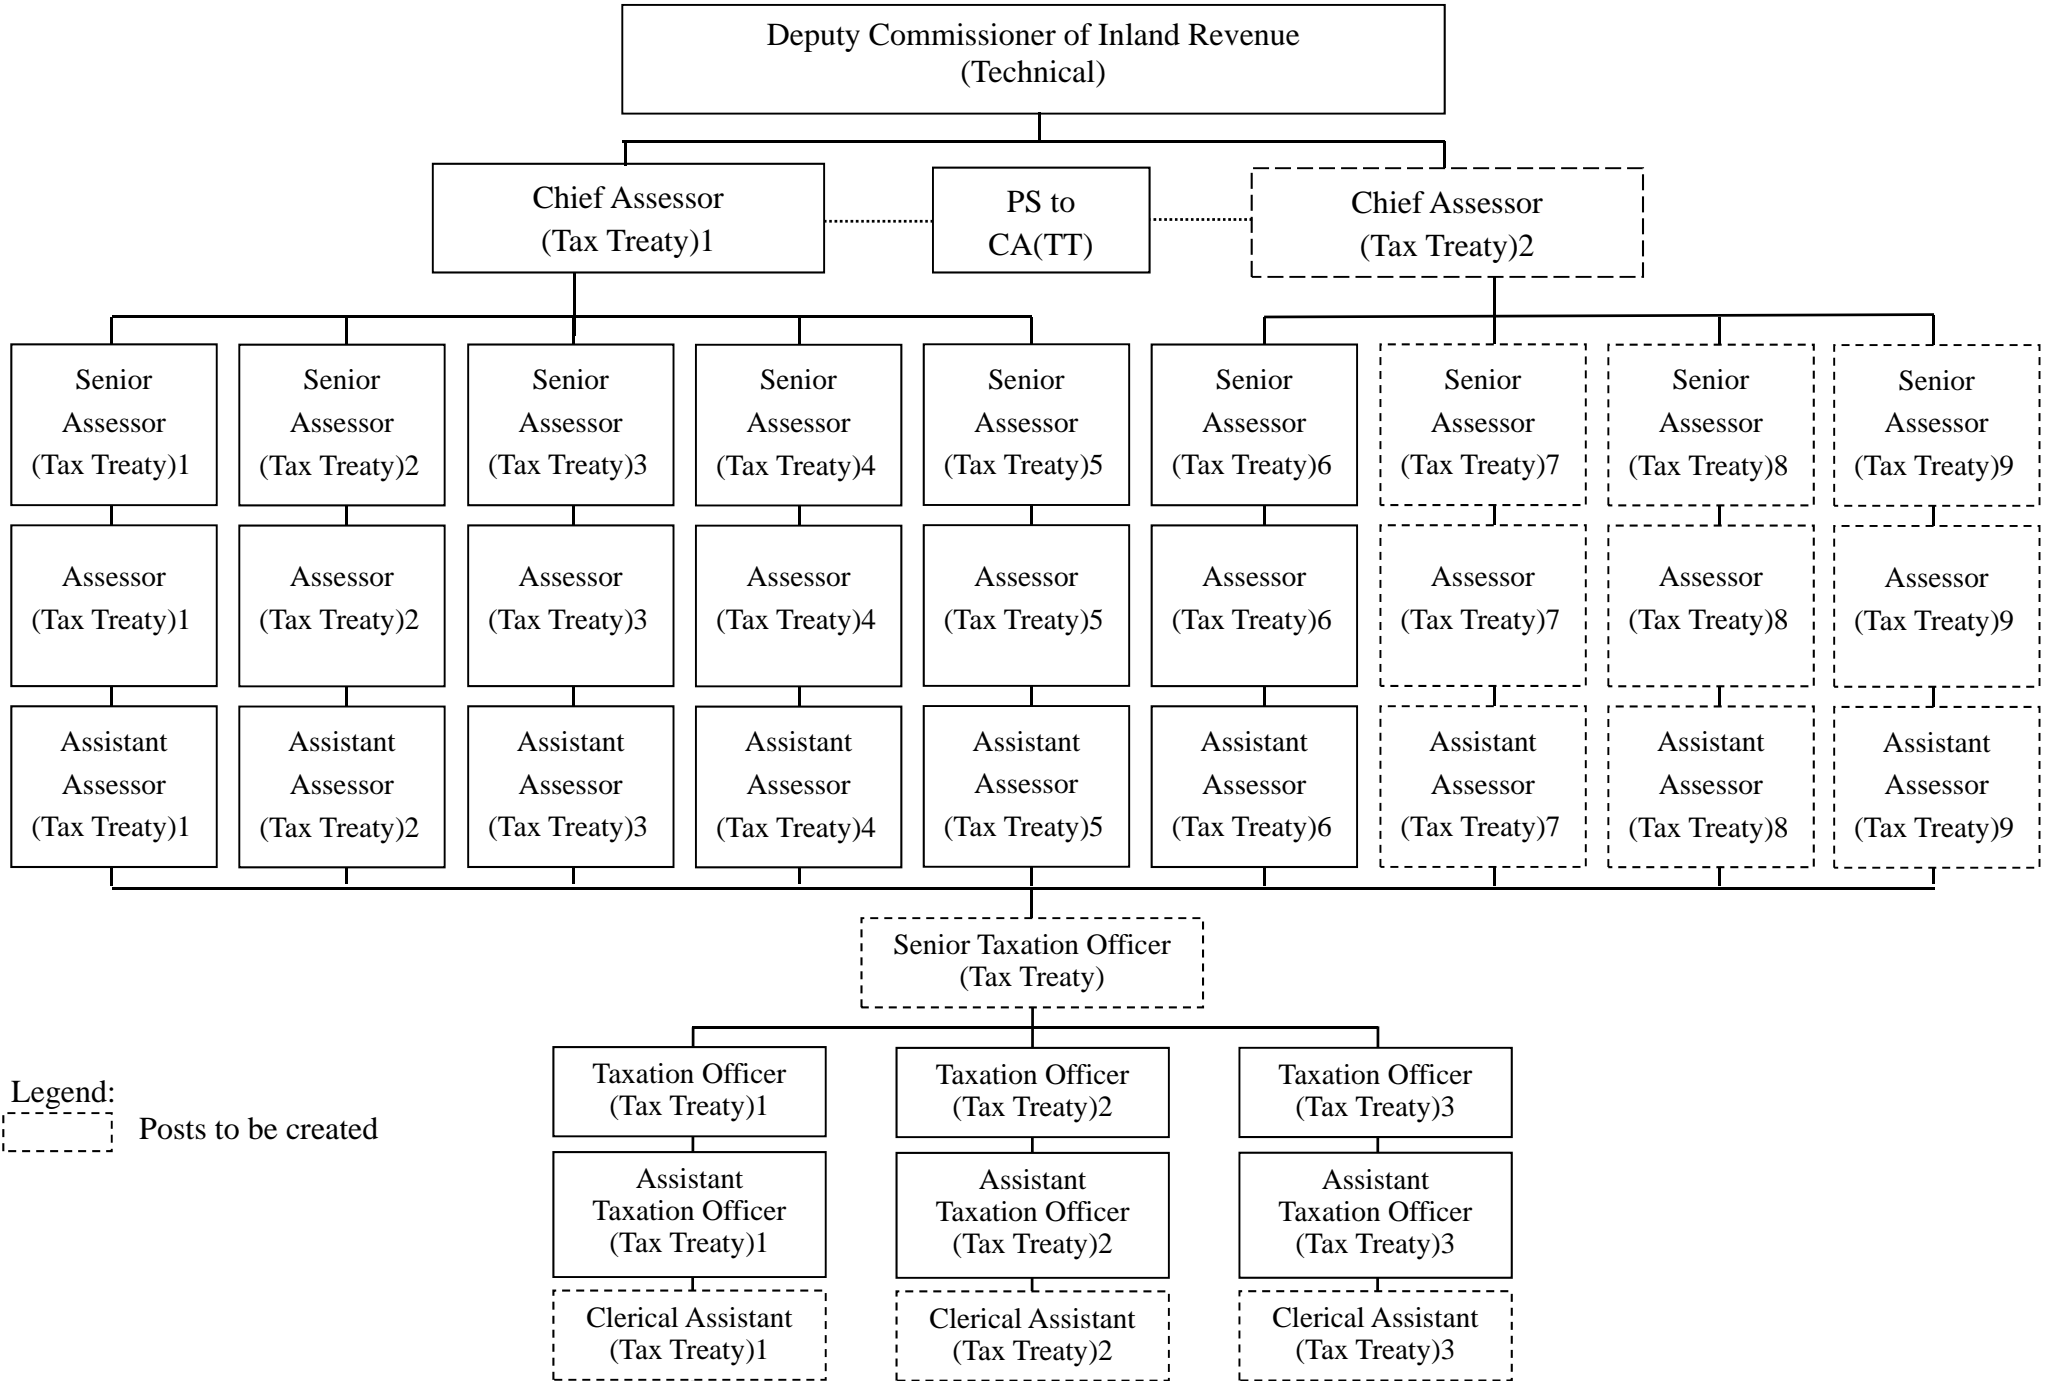 Deputy Commissioner of Inland Revenue
(Technical)
Chief Assessor
(Tax Treaty)1
PS to
CA(TT)
Chief Assessor
(Tax Treaty)2
Senior
Assessor
(Tax Treaty)1
Senior
Assessor
(Tax Treaty)2
Senior
Assessor
(Tax Treaty)3
Senior
Assessor
(Tax Treaty)4
Senior
Assessor
(Tax Treaty)5
Senior
Assessor
(Tax Treaty)6
Senior
Assessor
(Tax Treaty)7
Senior
Assessor
(Tax Treaty)8
Senior
Assessor
(Tax Treaty)9
Assessor
(Tax Treaty)1
Assessor
(Tax Treaty)2
Assessor
(Tax Treaty)3
Assessor
(Tax Treaty)4
Assessor
(Tax Treaty)5
Assessor
(Tax Treaty)6
Assessor
(Tax Treaty)7
Assessor
(Tax Treaty)8
Assessor
(Tax Treaty)9
Assistant
Assessor
(Tax Treaty)1
Assistant
Assessor
(Tax Treaty)2
Assistant
Assessor
(Tax Treaty)3
Assistant
Assessor
(Tax Treaty)4
Assistant
Assessor
(Tax Treaty)5
Assistant
Assessor
(Tax Treaty)6
Assistant
Assessor
(Tax Treaty)7
Assistant
Assessor
(Tax Treaty)8
Assistant
Assessor
(Tax Treaty)9
Senior Taxation Officer
(Tax Treaty)
Taxation Officer
(Tax Treaty)1
Taxation Officer
(Tax Treaty)2
Taxation Officer
(Tax Treaty)3
Legend:
Posts to be created
Assistant
Taxation Officer
(Tax Treaty)1
Assistant
Taxation Officer
(Tax Treaty)2
Assistant
Taxation Officer
(Tax Treaty)3
Clerical Assistant
(Tax Treaty)1
Clerical Assistant
(Tax Treaty)2
Clerical Assistant
(Tax Treaty)3